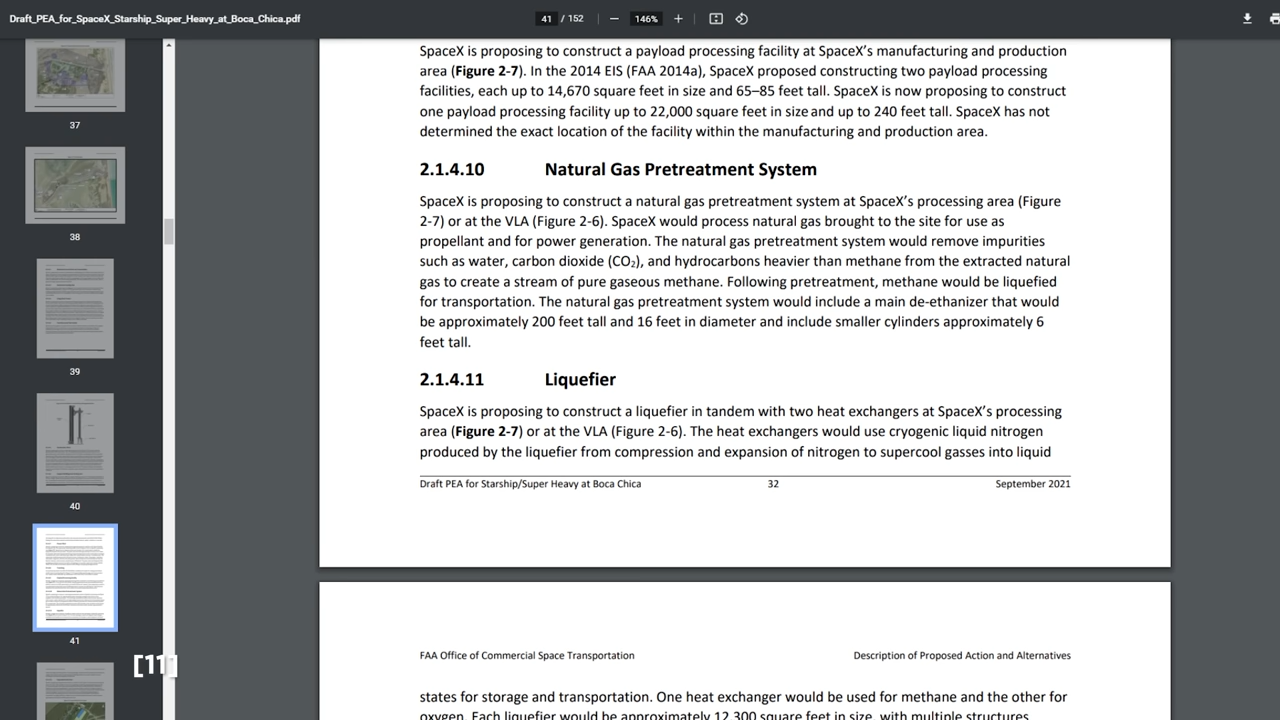 Draft_PEA_for_SpaceX_Starship_Super_Heavy_at_Boca_Chica.pdf
41 / 152
146%
37
38
39
40
41
[11]
SpaceX is proposing to construct a payload processing facility at SpaceX's manufacturing and production
area (Figure 2-7). In the 2014 EIS (FAA 2014a), SpaceX proposed constructing two payload processing
facilities, each up to 14,670 square feet in size and 65–85 feet tall. SpaceX is now proposing to construct
one payload processing facility up to 22,000 square feet in size and up to 240 feet tall. SpaceX has not
determined the exact location of the facility within the manufacturing and production area.
2.1.4.10 Natural Gas Pretreatment System
SpaceX is proposing to construct a natural gas pretreatment system at SpaceX's processing area (Figure
2-7) or at the VLA (Figure 2-6). SpaceX would process natural gas brought to the site for use as
propellant and for power generation. The natural gas pretreatment system would remove impurities
such as water, carbon dioxide (CO₂), and hydrocarbons heavier than methane from the extracted natural
gas to create a stream of pure gaseous methane. Following pretreatment, methane would be liquefied
for transportation. The natural gas pretreatment system would include a main de-ethanizer that would
be approximately 200 feet tall and 16 feet in diameter and include smaller cylinders approximately 6
feet tall.
2.1.4.11 Liquefier
SpaceX is proposing to construct a liquefier in tandem with two heat exchangers at SpaceX's processing
area (Figure 2-7) or at the VLA (Figure 2-6). The heat exchangers would use cryogenic liquid nitrogen
produced by the liquefier from compression and expansion of nitrogen to supercool gasses into liquid
Draft PEA for Starship/Super Heavy at Boca Chica 32 September 2021
FAA Office of Commercial Space Transportation Description of Proposed Action and Alternatives
states for storage and transportation. One heat exchanger would be used for methane and the other for
oxygen. Each liquefier would be approximately 12,300 square feet in size, with multiple structures